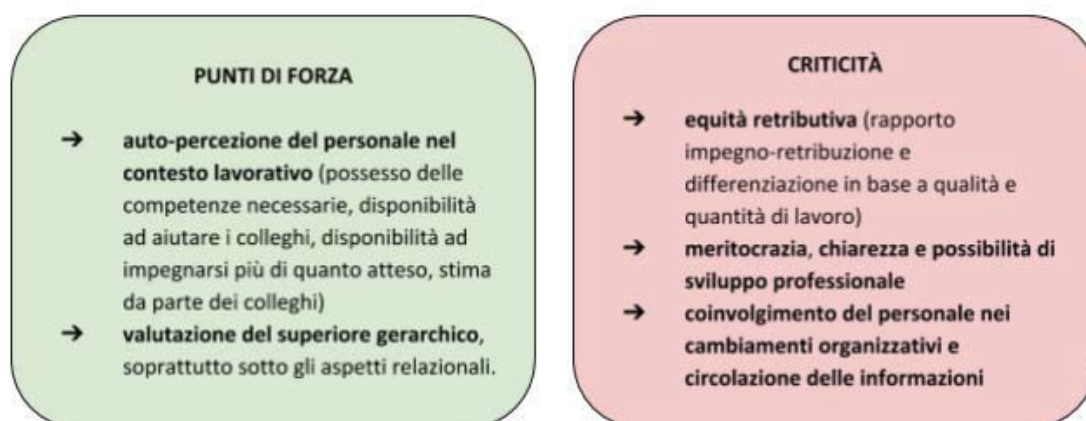 PUNTI DI FORZA
➔ auto-percezione del personale nel
contesto lavorativo (possesso delle
competenze necessarie, disponibilità
ad aiutare i colleghi, disponibilità ad
impegnarsi più di quanto atteso, stima
da parte dei colleghi)
➔ valutazione del superiore gerarchico,
soprattutto sotto gli aspetti relazionali.
CRITICITÀ
➔ equità retributiva (rapporto
impegno-retribuzione e
differenziazione in base a qualità e
quantità di lavoro)
➔ meritocrazia, chiarezza e possibilità di
sviluppo professionale
➔ coinvolgimento del personale nei
cambiamenti organizzativi e
circolazione delle informazioni